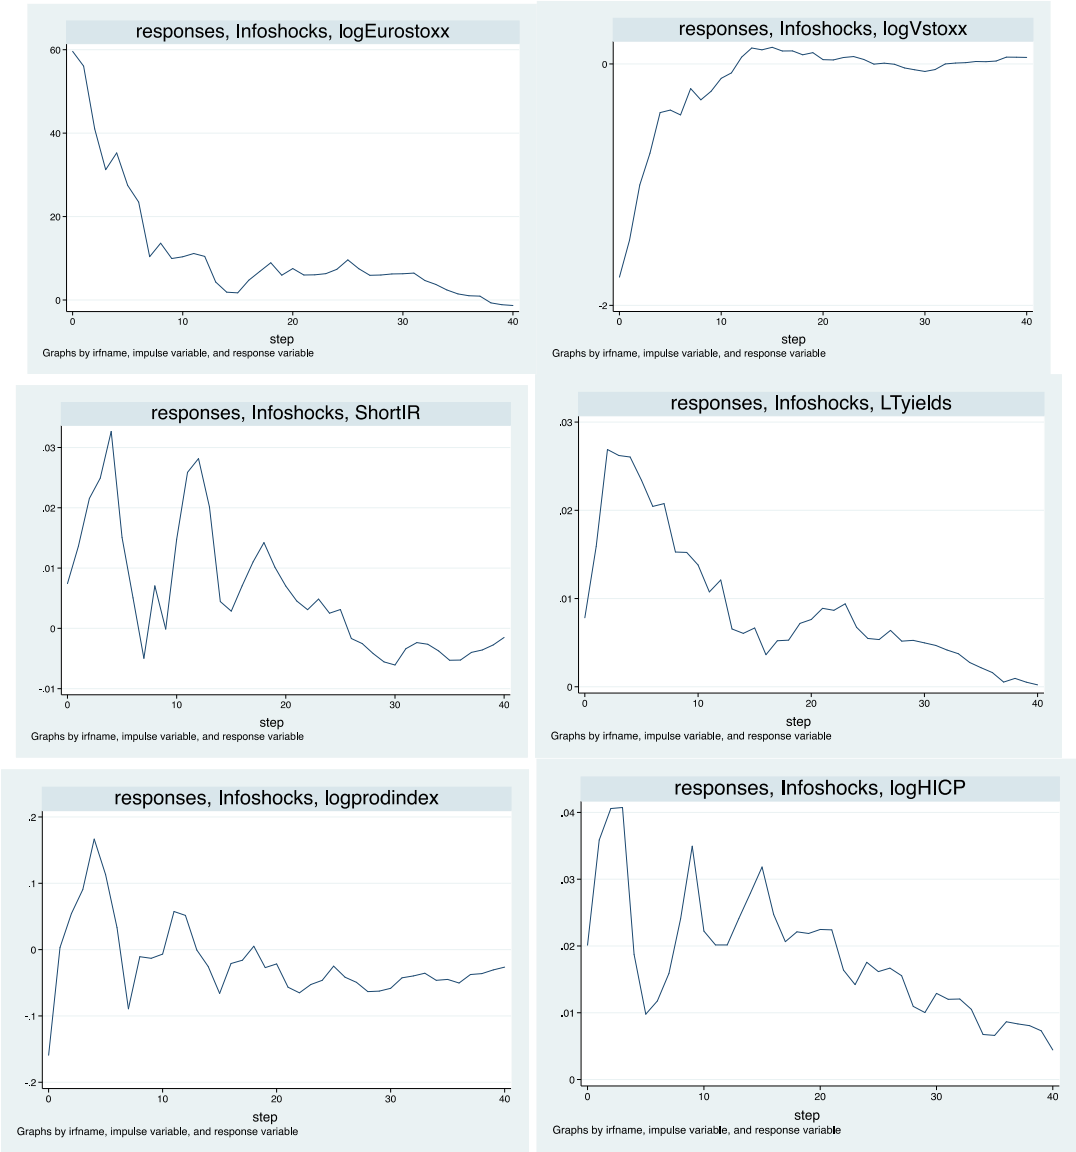 responses, Infoshocks, logEurostoxx
60
40
20
0
0 10 20 30 40
step
Graphs by irfname, impulse variable, and response variable
responses, Infoshocks, logVstoxx
0
-2
0 10 20 30 40
step
Graphs by irfname, impulse variable, and response variable
responses, Infoshocks, ShortIR
.03
.02
.01
0
-.01
0 10 20 30 40
step
Graphs by irfname, impulse variable, and response variable
responses, Infoshocks, LTyields
.03
.02
.01
0
0 10 20 30 40
step
Graphs by irfname, impulse variable, and response variable
responses, Infoshocks, logprodindex
.2
.1
0
-.1
-.2
0 10 20 30 40
step
Graphs by irfname, impulse variable, and response variable
responses, Infoshocks, logHICP
.04
.03
.02
.01
0
0 10 20 30 40
step
Graphs by irfname, impulse variable, and response variable